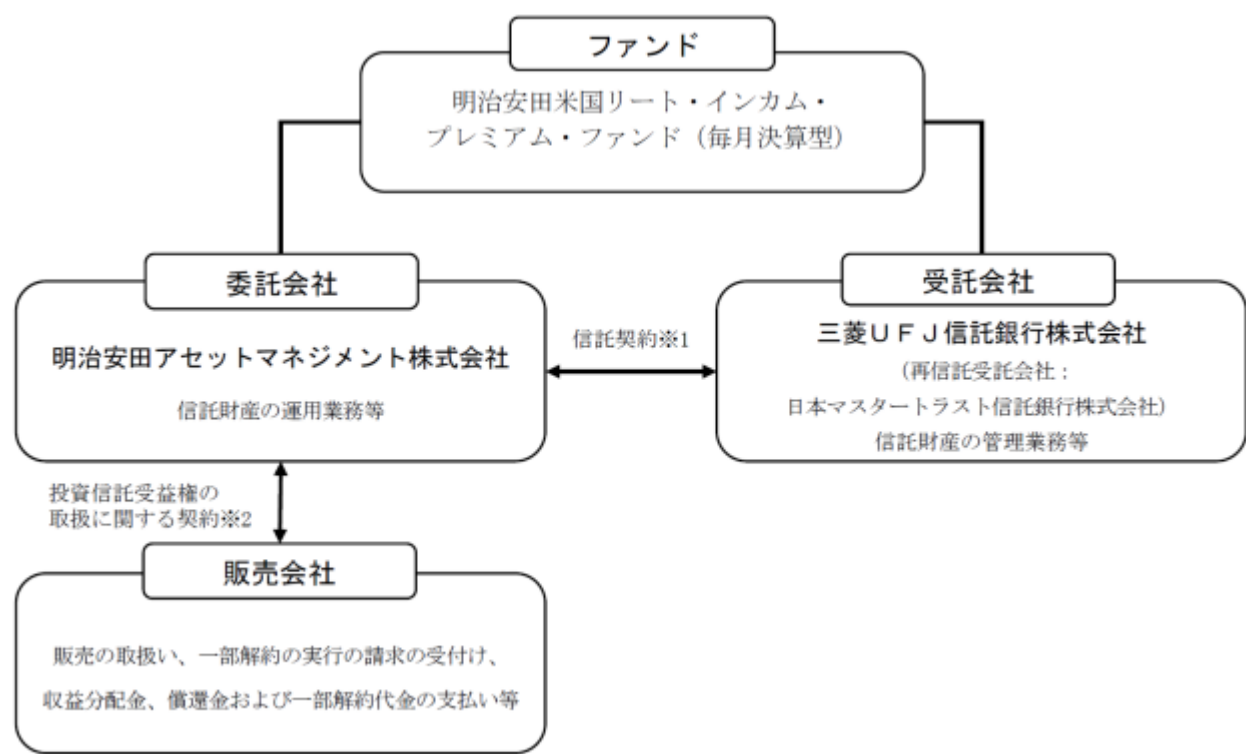 ファンド
明治安田米国リート・インカム・
プレミアム・ファンド（毎月決算型）
委託会社
明治安田アセットマネジメント株式会社
信託財産の運用業務等
信託契約※1
受託会社
三菱ＵＦＪ信託銀行株式会社
（再信託受託会社：
日本マスタートラスト信託銀行株式会社）
信託財産の管理業務等
投資信託受益権の
取扱に関する契約※2
販売会社
販売の取扱い、一部解約の実行の請求の受付け、
収益分配金、償還金および一部解約代金の支払い等